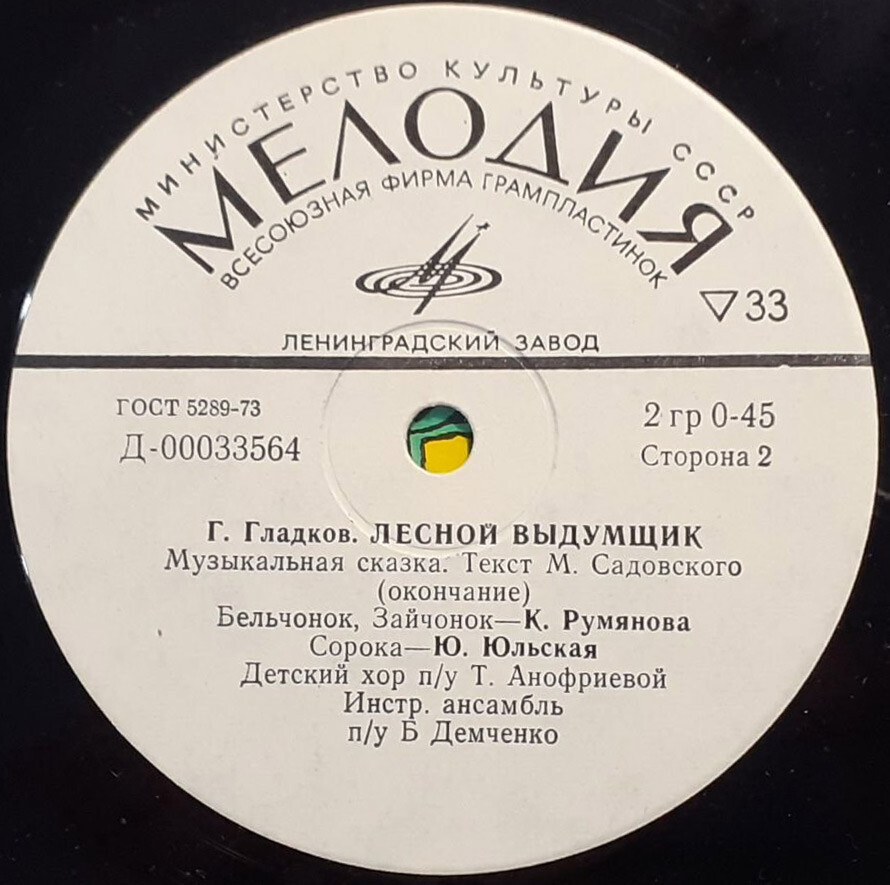 МИНИСТЕРСТВО КУЛЬТУРЫ СССР
МЕЛОДИЯ
ВСЕСОЮЗНАЯ ФИРМА ГРАМПЛАСТИНОК
▽33
ЛЕНИНГРАДСКИЙ ЗАВОД
ГОСТ 5289-73
2 гр 0-45
Д-00033564
Сторона 2
Г. Гладков. ЛЕСНОЙ ВЫДУМЩИК
Музыкальная сказка. Текст М. Садовского
(окончание)
Бельчонок, Зайчонок—К. Румянова
Сорока—Ю. Юльская
Детский хор п/у Т. Анофриевой
Инстр. ансамбль
п/у Б Демченко